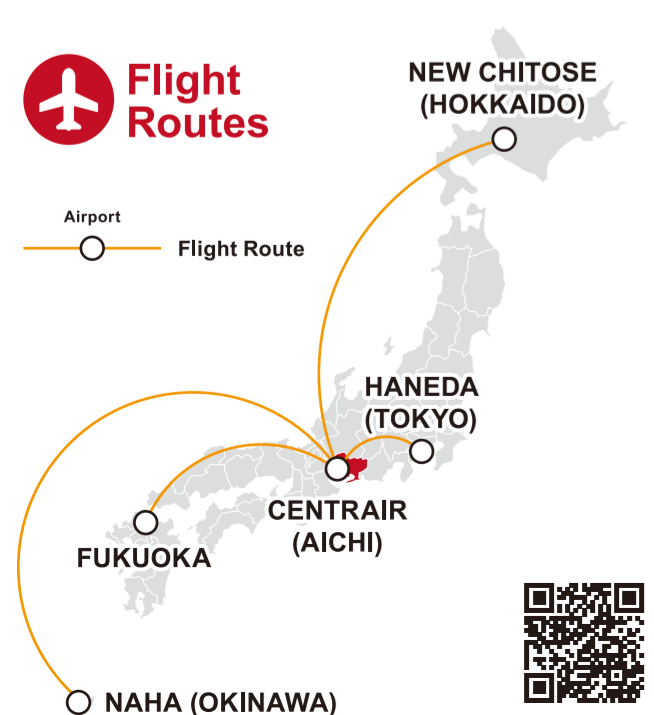 Flight
Routes
NEW CHITOSE
(HOKKAIDO)
Airport
Flight Route
HANEDA
(TOKYO)
CENTRAIR
(AICHI)
FUKUOKA
NAHA (OKINAWA)